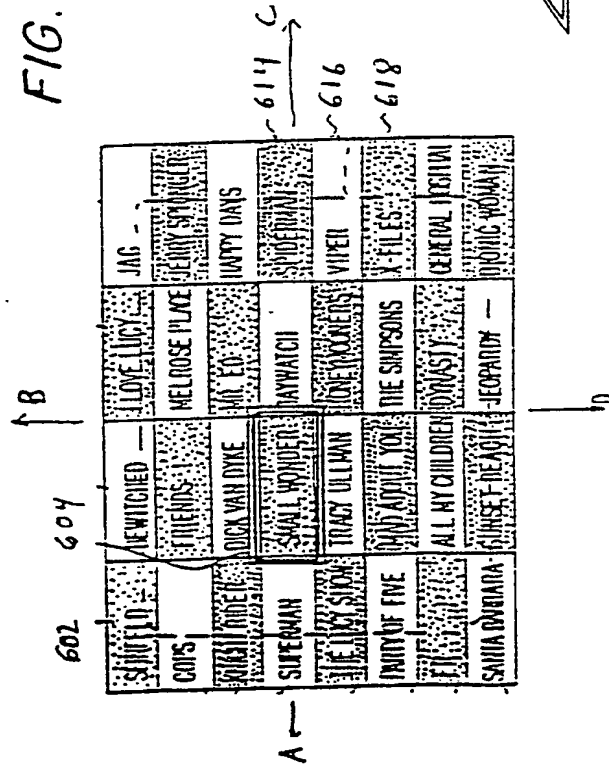 FIG.
602 604 B
SEINFELD - BEWITCHED — I LOVE LUCY — JAG - -
COPS FRIENDS MELROSE PLACE JERRY SPRINGER
KNIGHT RIDER DICK VAN DYKE MR. ED HAPPY DAYS
A SUPERMAN SMALL WONDER BAYWATCH SPIDERMAN 614 C
THE LUCY SHOW TRACY ULLMAN HONEYMOONERS VIPER - - - 616
PARTY OF FIVE MAD ABOUT YOU THE SIMPSONS X-FILES 618
E.R. ALL MY CHILDREN DYNASTY GENERAL HOSPITAL
SANTA BARBARA SUNSET BEACH JEOPARDY — BIONIC WOMAN
D